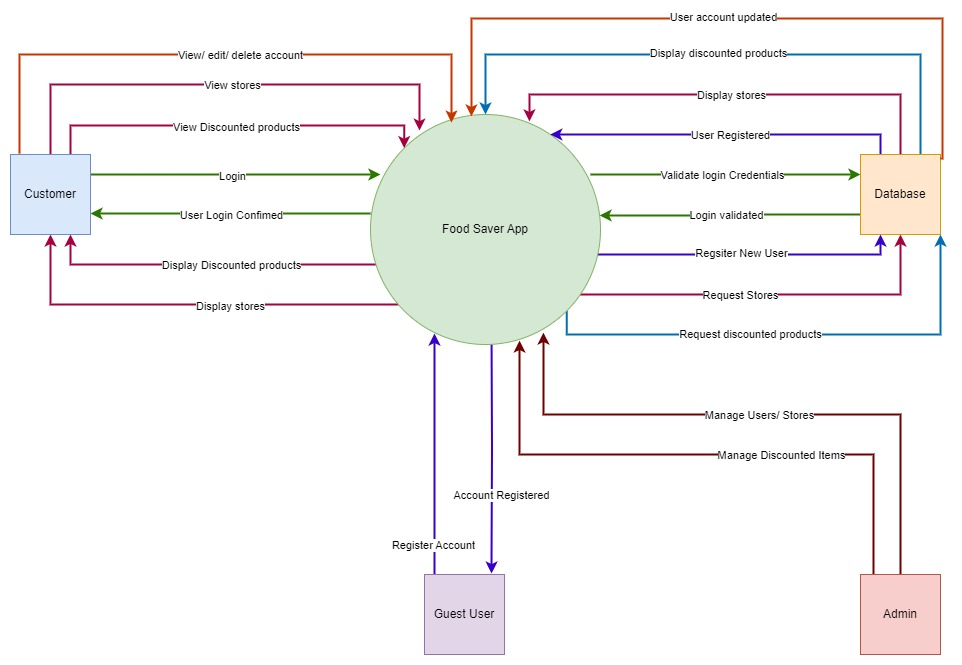 User account updated
View/ edit/ delete account
Display discounted products
View stores
Display stores
View Discounted products
User Registered
Login
Validate login Credentials
Customer
Database
User Login Confimed
Login validated
Food Saver App
Regsiter New User
Display Discounted products
Request Stores
Display stores
Request discounted products
Manage Users/ Stores
Manage Discounted Items
Account Registered
Register Account
Guest User
Admin